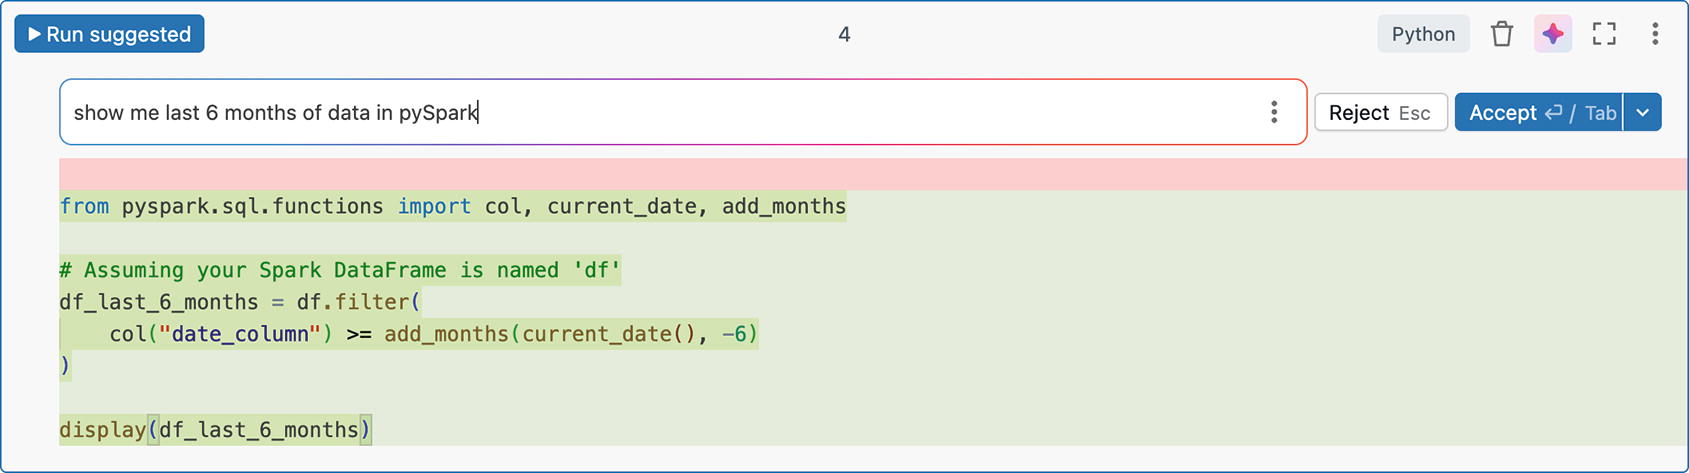 Run suggested
4
Python
show me last 6 months of data in pySpark
Reject Esc
Accept ↵ / Tab
from pyspark.sql.functions import col, current_date, add_months
# Assuming your Spark DataFrame is named 'df'
df_last_6_months = df.filter(
    col("date_column") >= add_months(current_date(), -6)
)
display(df_last_6_months)